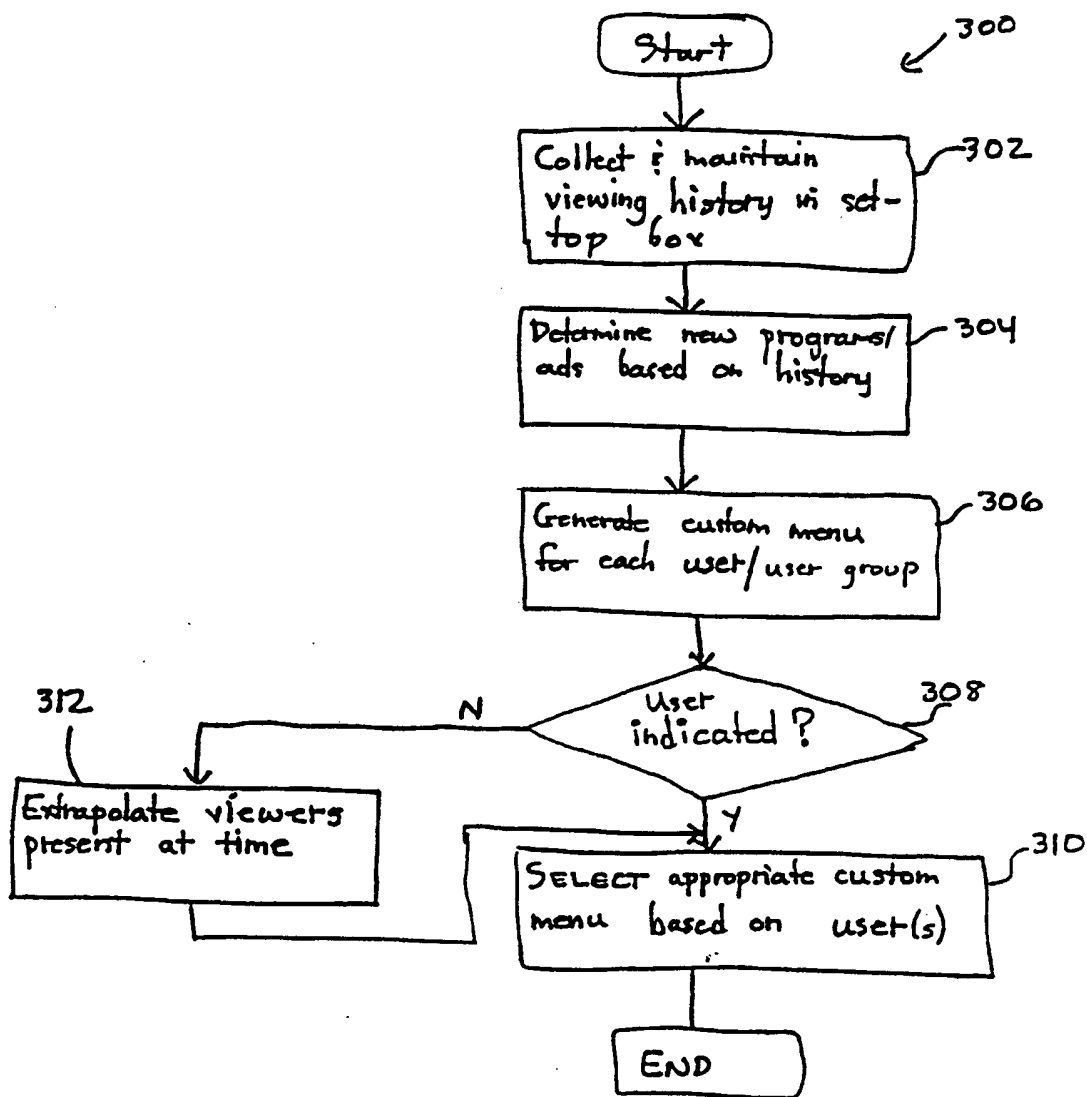 Start
300
Collect & maintain
viewing history in set-
top box
302
Determine new programs/
ads based on history
304
Generate custom menu
for each user/user group
306
User
indicated?
308
N
312
Extrapolate viewers
present at time
Y
SELECT appropriate custom
menu based on user(s)
310
END